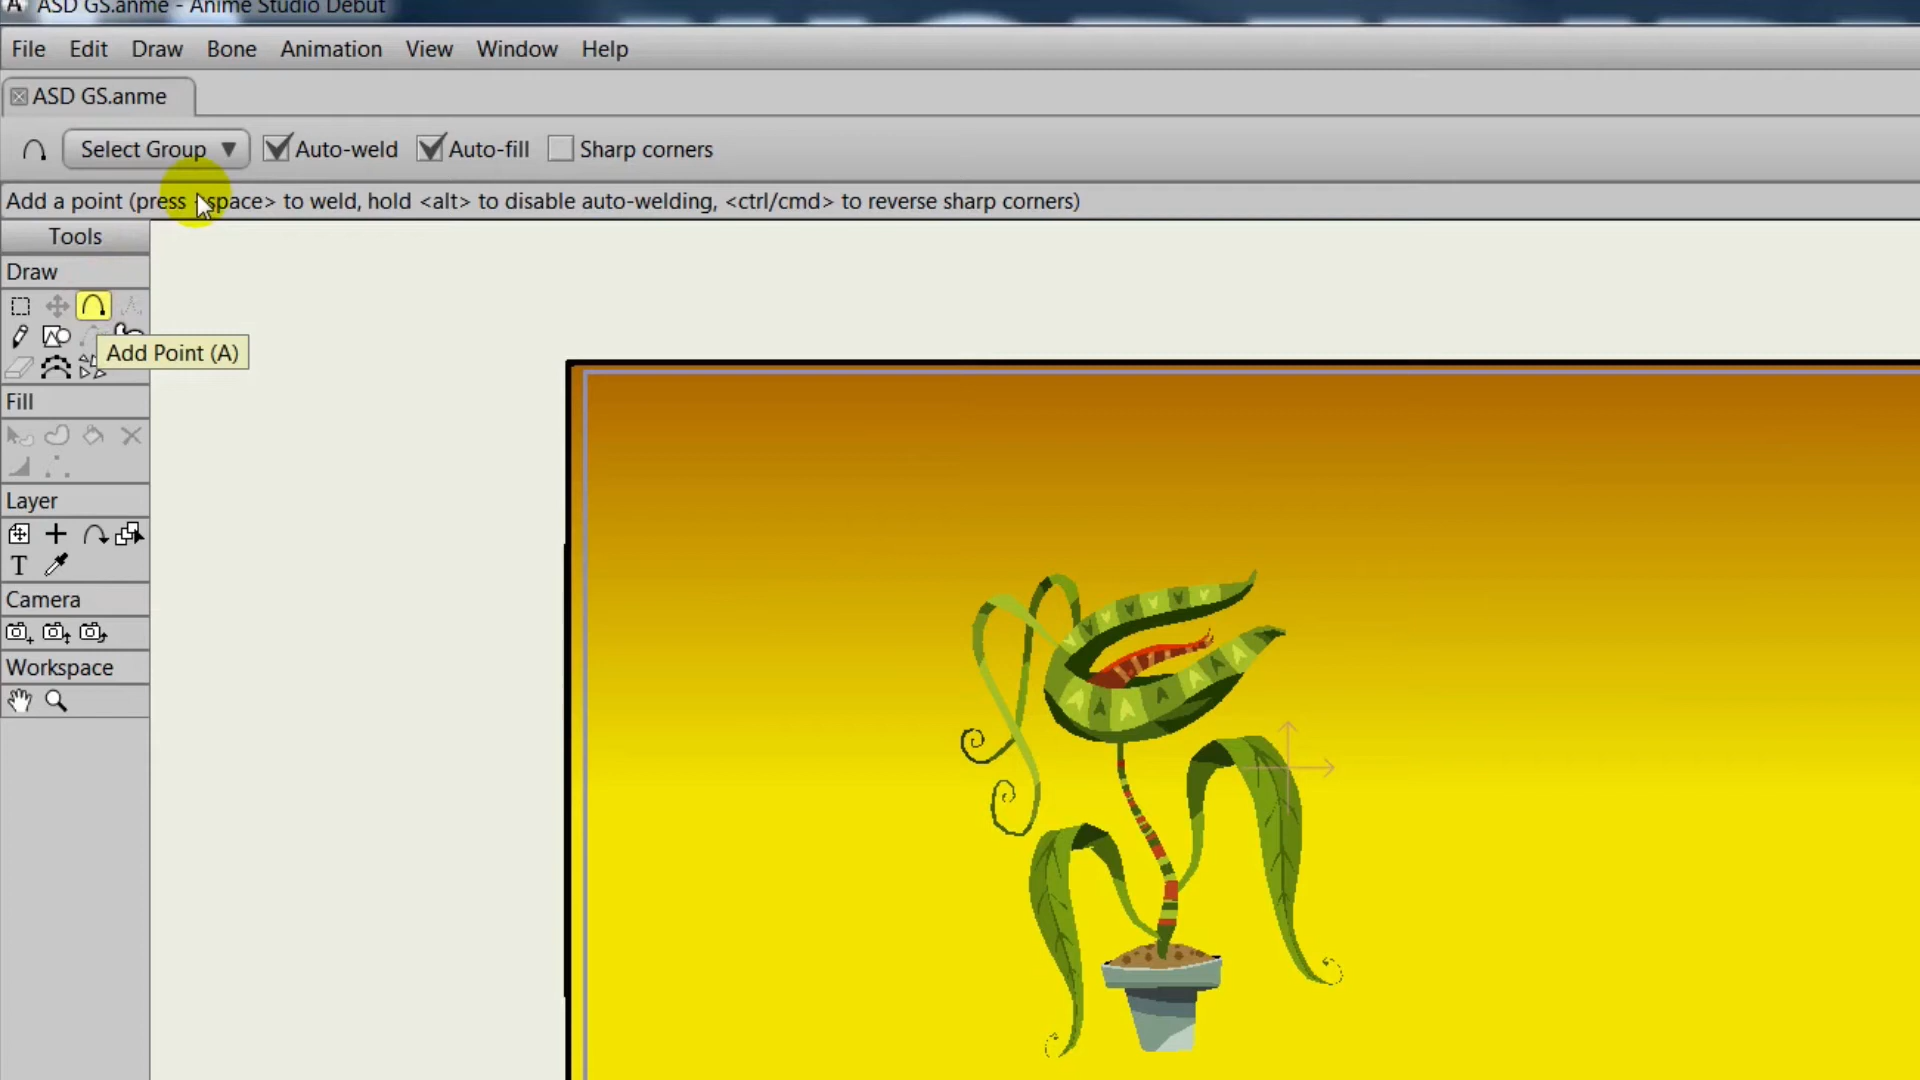 ASD GS.anme - Anime Studio Debut
File Edit Draw Bone Animation View Window Help
ASD GS.anme
Select Group Auto-weld Auto-fill Sharp corners
Add a point (press <space> to weld, hold <alt> to disable auto-welding, <ctrl/cmd> to reverse sharp corners)
Tools
Draw
Add Point (A)
Fill
Layer
T
Camera
Workspace